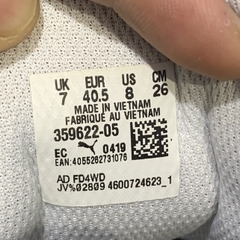 UK EUR US CM
7 40.5 8 26
MADE IN VIETNAM
FABRIQUÉ AU VIETNAM
359622-05
EC 0419
EAN:4055262731076
AD FD4WD
JV%02809 4600724623_1